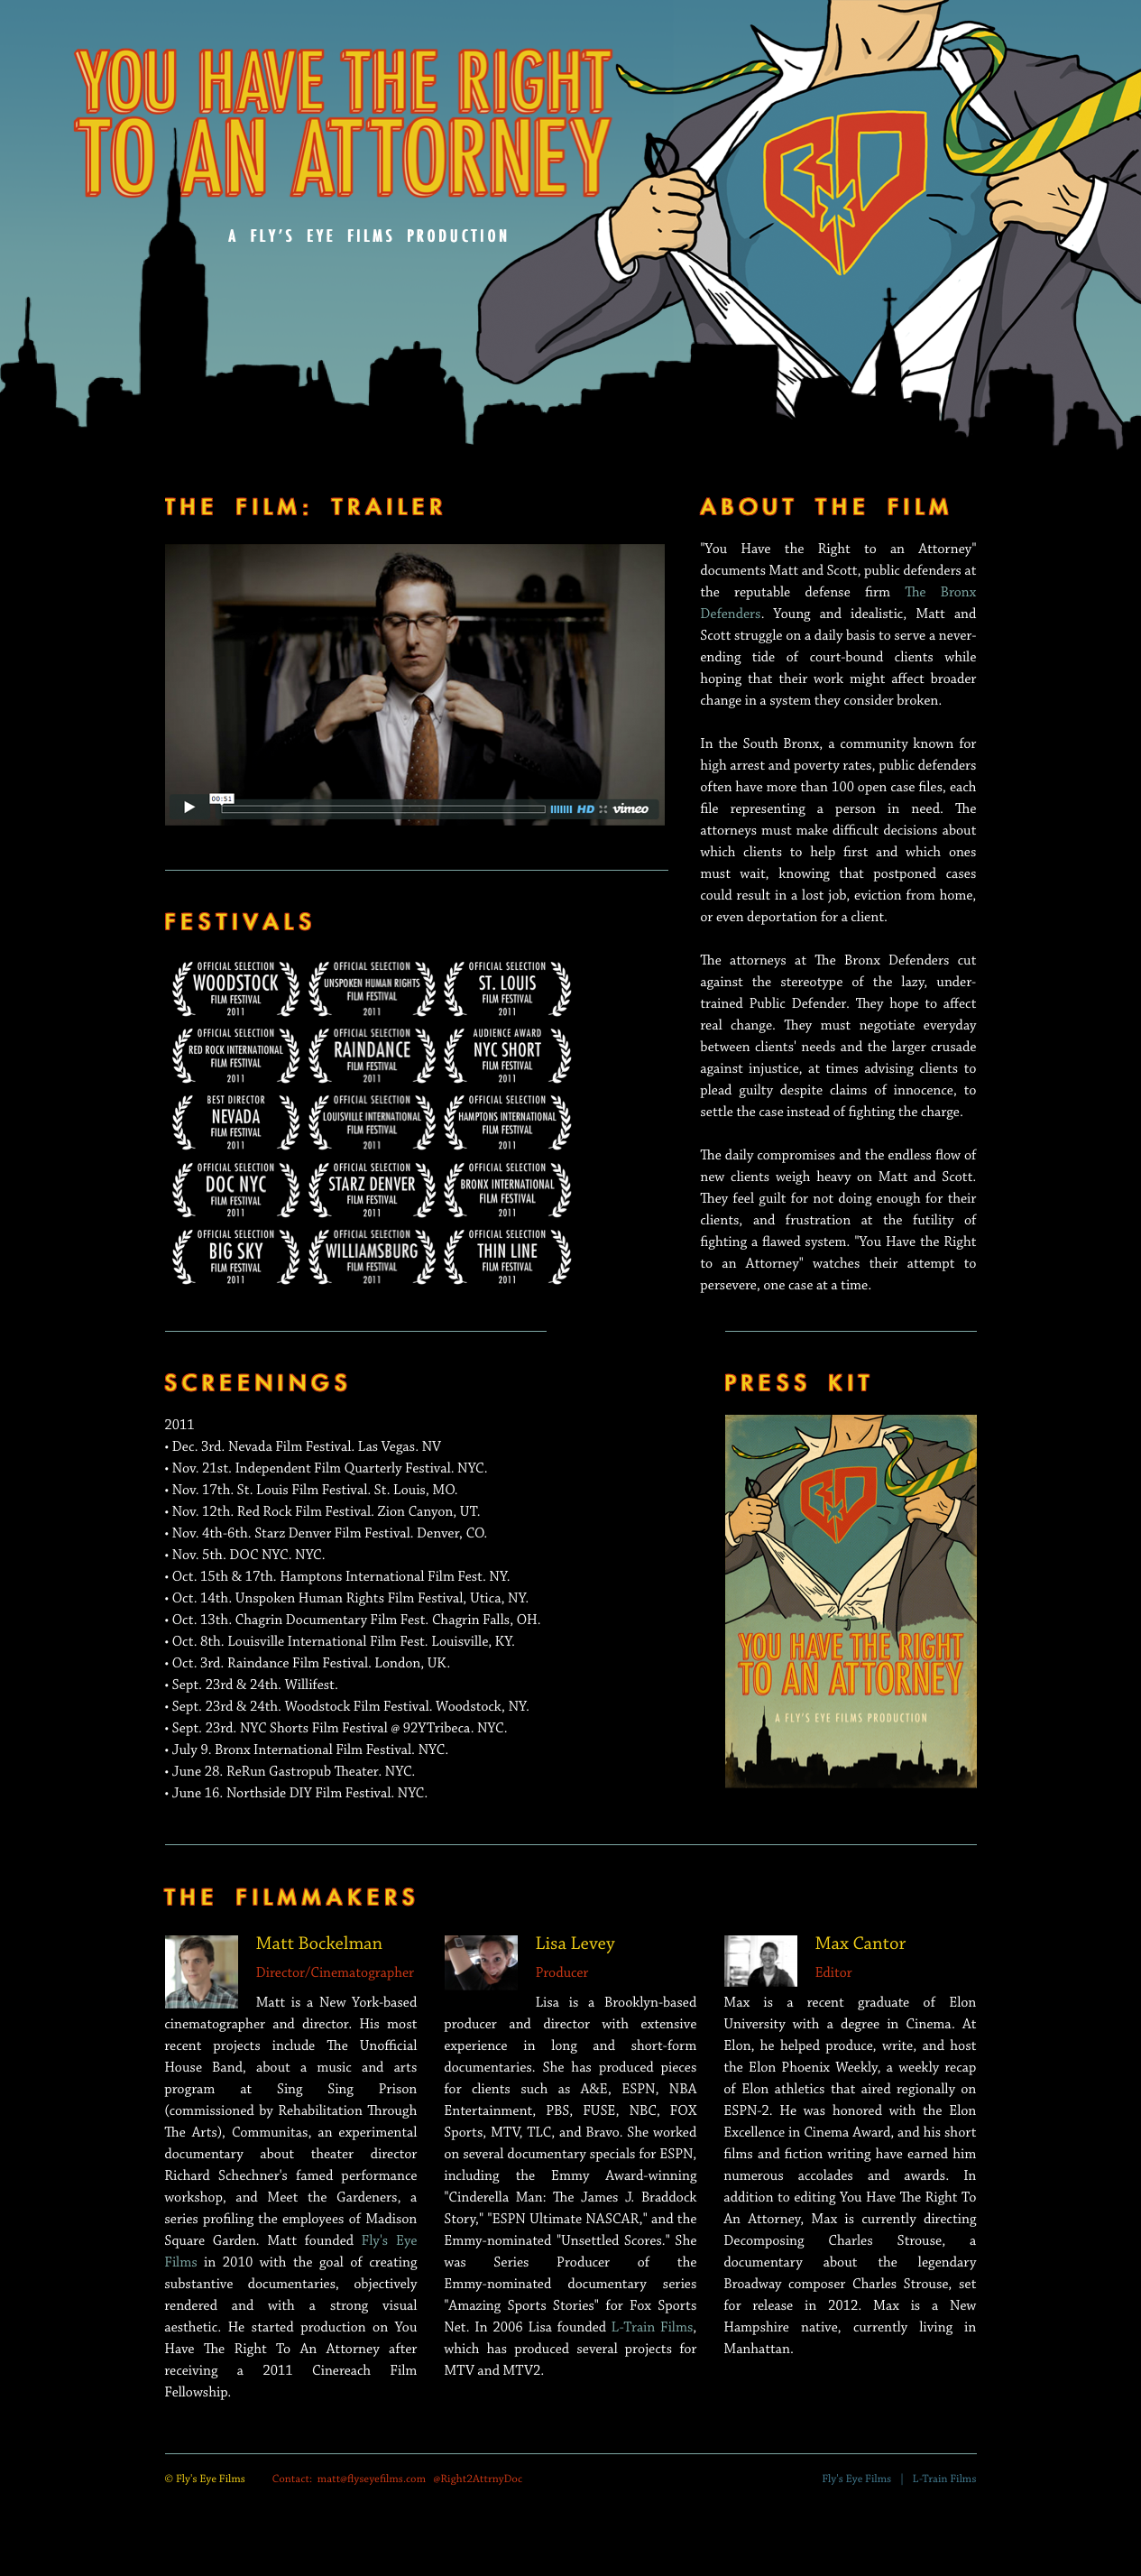 YOU HAVE THE RIGHT
TO AN ATTORNEY
A FLY'S EYE FILMS PRODUCTION
BXD
THE FILM: TRAILER
00:51
HD
vimeo
ABOUT THE FILM
"You Have the Right to an Attorney"
documents Matt and Scott, public defenders at
the reputable defense firm The Bronx
Defenders. Young and idealistic, Matt and
Scott struggle on a daily basis to serve a never-
ending tide of court-bound clients while
hoping that their work might affect broader
change in a system they consider broken.
In the South Bronx, a community known for
high arrest and poverty rates, public defenders
often have more than 100 open case files, each
file representing a person in need. The
attorneys must make difficult decisions about
which clients to help first and which ones
must wait, knowing that postponed cases
could result in a lost job, eviction from home,
or even deportation for a client.
The attorneys at The Bronx Defenders cut
against the stereotype of the lazy, under-
trained Public Defender. They hope to affect
real change. They must negotiate everyday
between clients' needs and the larger crusade
against injustice, at times advising clients to
plead guilty despite claims of innocence, to
settle the case instead of fighting the charge.
The daily compromises and the endless flow of
new clients weigh heavy on Matt and Scott.
They feel guilt for not doing enough for their
clients, and frustration at the futility of
fighting a flawed system. "You Have the Right
to an Attorney" watches their attempt to
persevere, one case at a time.
FESTIVALS
OFFICIAL SELECTION
WOODSTOCK
FILM FESTIVAL
2011
OFFICIAL SELECTION
UNSPOKEN HUMAN RIGHTS
FILM FESTIVAL
2011
OFFICIAL SELECTION
ST. LOUIS
FILM FESTIVAL
2011
OFFICIAL SELECTION
RED ROCK INTERNATIONAL
FILM FESTIVAL
2011
OFFICIAL SELECTION
RAINDANCE
FILM FESTIVAL
2011
AUDIENCE AWARD
NYC SHORT
FILM FESTIVAL
2011
BEST DIRECTOR
NEVADA
FILM FESTIVAL
2011
OFFICIAL SELECTION
LOUISVILLE INTERNATIONAL
FILM FESTIVAL
2011
OFFICIAL SELECTION
HAMPTONS INTERNATIONAL
FILM FESTIVAL
2011
OFFICIAL SELECTION
DOC NYC
FILM FESTIVAL
2011
OFFICIAL SELECTION
STARZ DENVER
FILM FESTIVAL
2011
OFFICIAL SELECTION
BRONX INTERNATIONAL
FILM FESTIVAL
2011
OFFICIAL SELECTION
BIG SKY
FILM FESTIVAL
2011
OFFICIAL SELECTION
WILLIAMSBURG
FILM FESTIVAL
2011
OFFICIAL SELECTION
THIN LINE
FILM FESTIVAL
2011
SCREENINGS
2011
• Dec. 3rd. Nevada Film Festival. Las Vegas. NV
• Nov. 21st. Independent Film Quarterly Festival. NYC.
• Nov. 17th. St. Louis Film Festival. St. Louis, MO.
• Nov. 12th. Red Rock Film Festival. Zion Canyon, UT.
• Nov. 4th-6th. Starz Denver Film Festival. Denver, CO.
• Nov. 5th. DOC NYC. NYC.
• Oct. 15th & 17th. Hamptons International Film Fest. NY.
• Oct. 14th. Unspoken Human Rights Film Festival, Utica, NY.
• Oct. 13th. Chagrin Documentary Film Fest. Chagrin Falls, OH.
• Oct. 8th. Louisville International Film Fest. Louisville, KY.
• Oct. 3rd. Raindance Film Festival. London, UK.
• Sept. 23rd & 24th. Willifest.
• Sept. 23rd & 24th. Woodstock Film Festival. Woodstock, NY.
• Sept. 23rd. NYC Shorts Film Festival @ 92YTribeca. NYC.
• July 9. Bronx International Film Festival. NYC.
• June 28. ReRun Gastropub Theater. NYC.
• June 16. Northside DIY Film Festival. NYC.
PRESS KIT
BXD
YOU HAVE THE RIGHT
TO AN ATTORNEY
A FLY'S EYE FILMS PRODUCTION
THE FILMMAKERS
Matt Bockelman
Director/Cinematographer
Matt is a New York-based
cinematographer and director. His most
recent projects include The Unofficial
House Band, about a music and arts
program at Sing Sing Prison
(commissioned by Rehabilitation Through
The Arts), Communitas, an experimental
documentary about theater director
Richard Schechner's famed performance
workshop, and Meet the Gardeners, a
series profiling the employees of Madison
Square Garden. Matt founded Fly's Eye
Films in 2010 with the goal of creating
substantive documentaries, objectively
rendered and with a strong visual
aesthetic. He started production on You
Have The Right To An Attorney after
receiving a 2011 Cinereach Film
Fellowship.
Lisa Levey
Producer
Lisa is a Brooklyn-based
producer and director with extensive
experience in long and short-form
documentaries. She has produced pieces
for clients such as A&E, ESPN, NBA
Entertainment, PBS, FUSE, NBC, FOX
Sports, MTV, TLC, and Bravo. She worked
on several documentary specials for ESPN,
including the Emmy Award-winning
"Cinderella Man: The James J. Braddock
Story," "ESPN Ultimate NASCAR," and the
Emmy-nominated "Unsettled Scores." She
was Series Producer of the
Emmy-nominated documentary series
"Amazing Sports Stories" for Fox Sports
Net. In 2006 Lisa founded L-Train Films,
which has produced several projects for
MTV and MTV2.
Max Cantor
Editor
Max is a recent graduate of Elon
University with a degree in Cinema. At
Elon, he helped produce, write, and host
the Elon Phoenix Weekly, a weekly recap
of Elon athletics that aired regionally on
ESPN-2. He was honored with the Elon
Excellence in Cinema Award, and his short
films and fiction writing have earned him
numerous accolades and awards. In
addition to editing You Have The Right To
An Attorney, Max is currently directing
Decomposing Charles Strouse, a
documentary about the legendary
Broadway composer Charles Strouse, set
for release in 2012. Max is a New
Hampshire native, currently living in
Manhattan.
© Fly's Eye Films Contact: matt@flyseyefilms.com @Right2AttrnyDoc Fly's Eye Films | L-Train Films